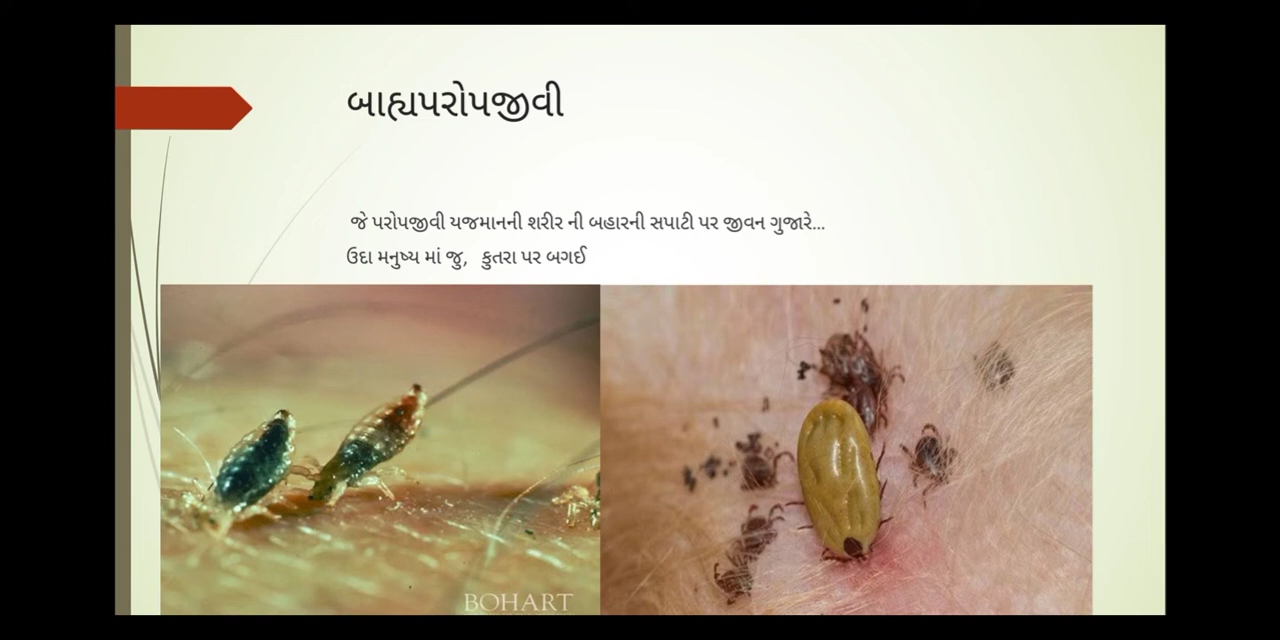 બાહ્યપરોપજીવી
જે પરોપજીવી યજમાનની શરીર ની બહારની સપાટી પર જીવન ગુજારે...
ઉદા મનુષ્ય માં જુ, કુતરા પર બગઈ
BOHART